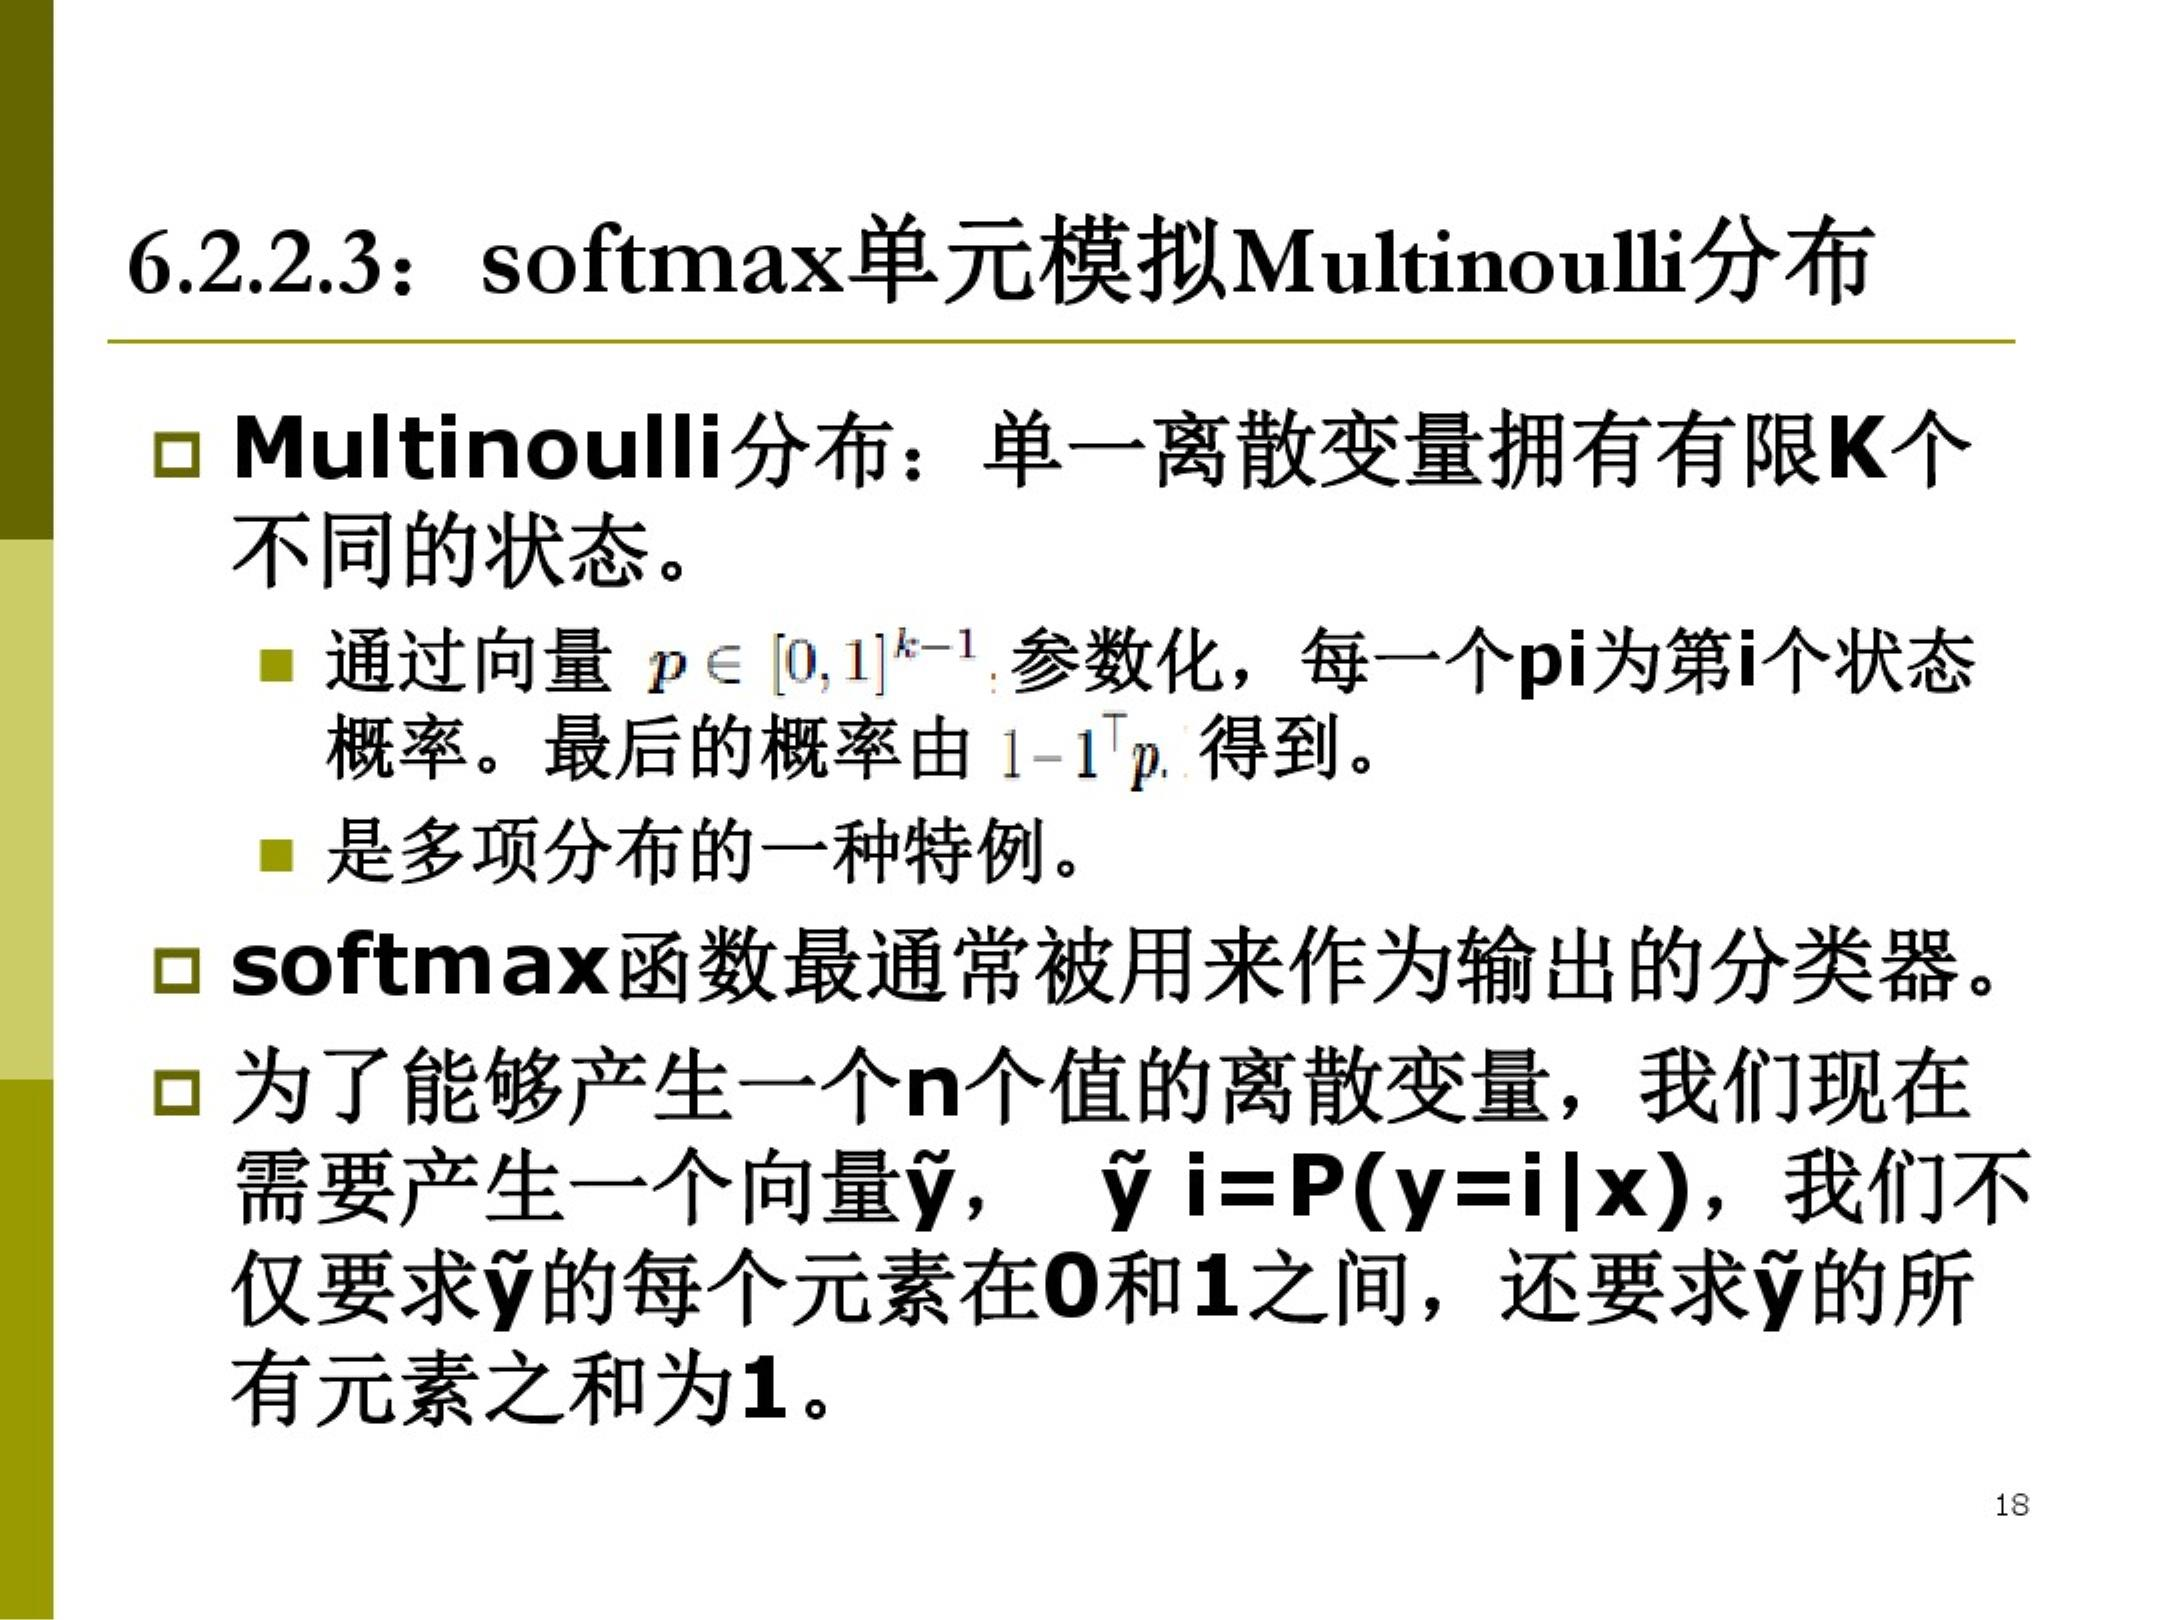 6.2.2.3：softmax单元模拟Multinoulli分布
Multinoulli分布：单一离散变量拥有有限K个
不同的状态。
通过向量 p ∈ [0,1]^{k−1} 参数化，每一个pi为第i个状态
概率。最后的概率由 1−1^⊤p. 得到。
是多项分布的一种特例。
softmax函数最通常被用来作为输出的分类器。
为了能够产生一个n个值的离散变量，我们现在
需要产生一个向量ỹ， ỹ i=P(y=i|x)，我们不
仅要求ỹ的每个元素在0和1之间，还要求ỹ的所
有元素之和为1。
18